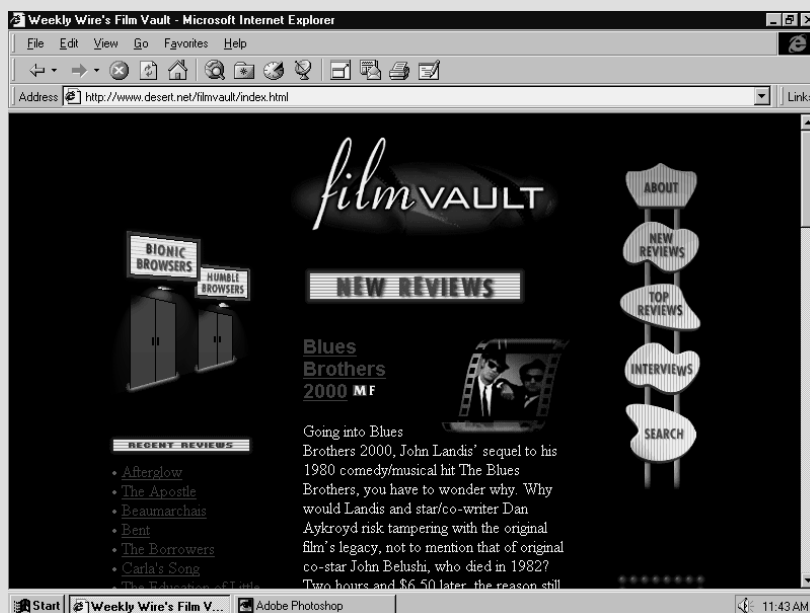 Weekly Wire's Film Vault - Microsoft Internet Explorer
File Edit View Go Favorites Help
Address http://www.desert.net/filmvault/index.html Links
film VAULT
BIONIC
BROWSERS
HUMBLE
BROWSERS
NEW REVIEWS
Blues
Brothers
2000 M F
Going into Blues
Brothers 2000, John Landis' sequel to his
1980 comedy/musical hit The Blues
Brothers, you have to wonder why. Why
would Landis and star/co-writer Dan
Aykroyd risk tampering with the original
film's legacy, not to mention that of original
co-star John Belushi, who died in 1982?
Two hours and $6.50 later, the reason still
RECENT REVIEWS
• Afterglow
• The Apostle
• Beaumarchais
• Bent
• The Borrowers
• Carla's Song
• The Education of Little
ABOUT
NEW
REVIEWS
TOP
REVIEWS
INTERVIEWS
SEARCH
Start Weekly Wire's Film V... Adobe Photoshop 11:43 AM